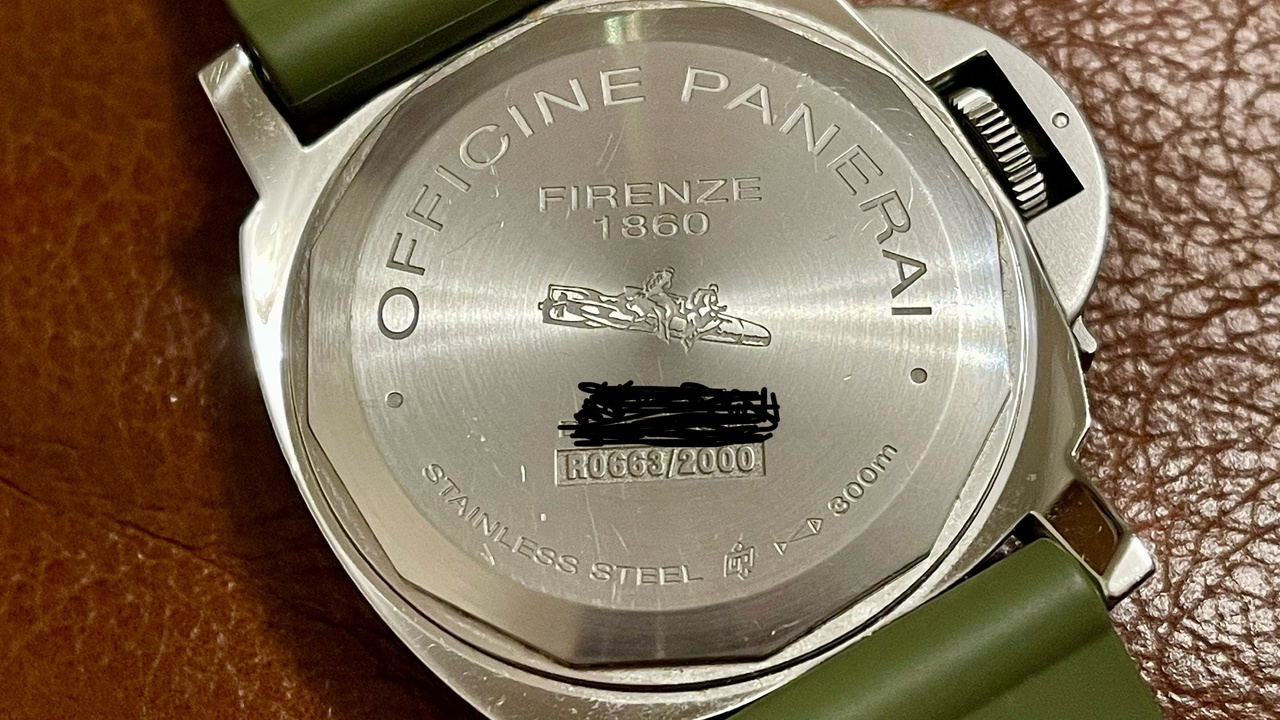 OFFICINE PANERAI
FIRENZE
1860
R0663/2000
STAINLESS STEEL 300m